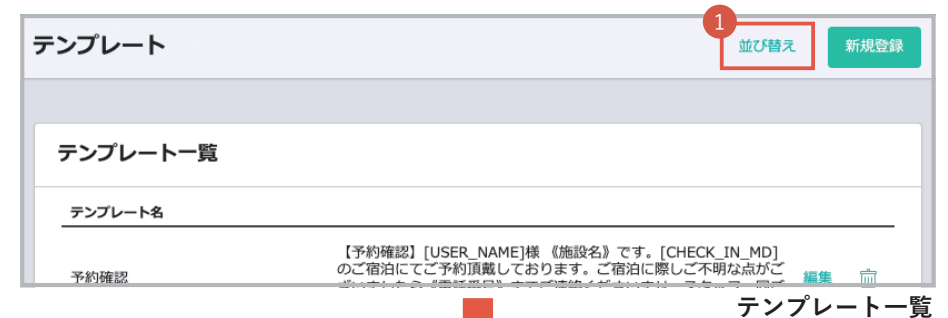 1
テンプレート
並び替え
新規登録
テンプレート一覧
テンプレート名
予約確認
【予約確認】[USER_NAME]様 《施設名》です。[CHECK_IN_MD]
のご宿泊にてご予約頂戴しております。ご宿泊に際しご不明な点がご
編集
テンプレート一覧